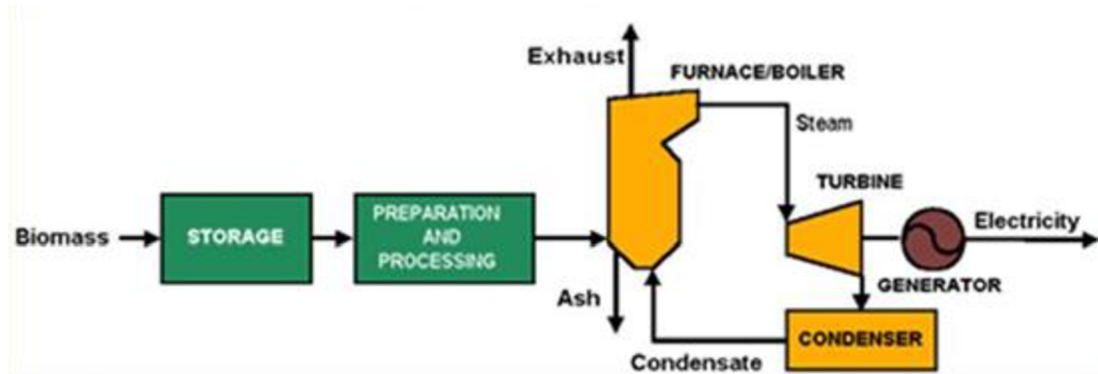 Exhaust
FURNACE/BOILER
Steam
TURBINE
Biomass
STORAGE
PREPARATION
AND
PROCESSING
Electricity
GENERATOR
Ash
CONDENSER
Condensate